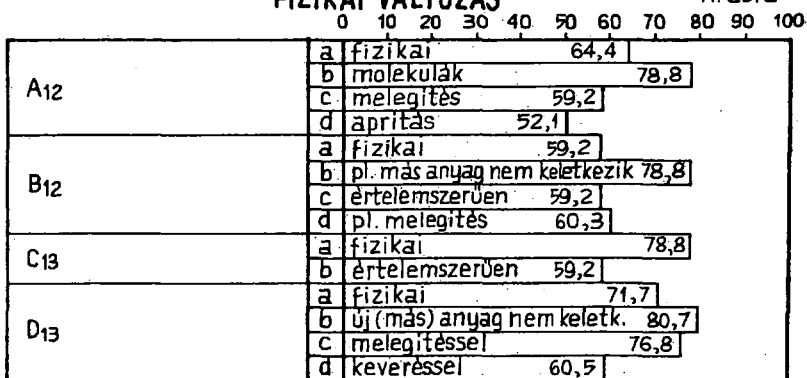 FIZIKAI VÁLTOZÁS
0 10 20 30 40 50 60 70 80 90 100
A12
a fizikai 64,4
b molekulák 78,8
c melegítés 59,2
d aprítás 52,1
B12
a fizikai 59,2
b pl. más anyag nem keletkezik 78,8
c értelemszerűen 59,2
d pl. melegítés 60,3
C13
a fizikai 78,8
b értelemszerűen 59,2
D13
a fizikai 71,7
b új (más) anyag nem keletk. 80,7
c melegítéssel 76,8
d keveréssel 60,5